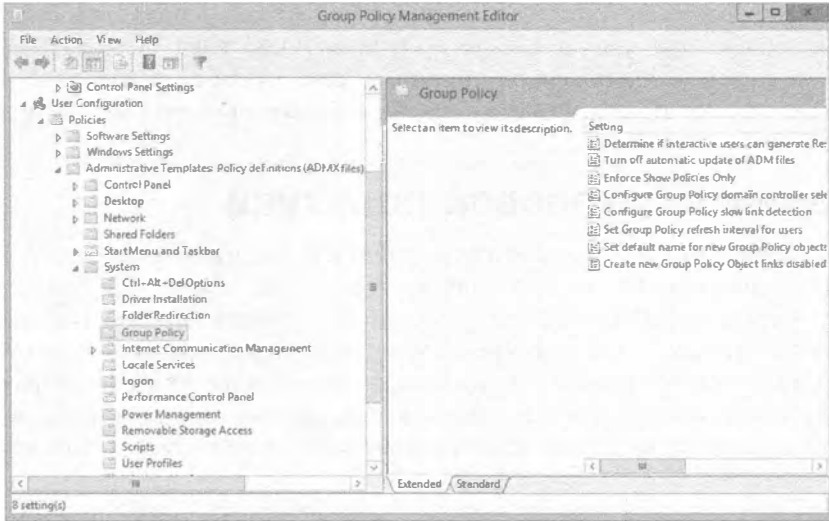 Group Policy Management Editor
File Action View Help
Control Panel Settings
User Configuration
Policies
Software Settings
Windows Settings
Administrative Templates: Policy definitions (ADMX files)
Control Panel
Desktop
Network
Shared Folders
Start Menu and Taskbar
System
Ctrl+Alt+Del Options
Driver Installation
Folder Redirection
Group Policy
Internet Communication Management
Locale Services
Logon
Performance Control Panel
Power Management
Removable Storage Access
Scripts
User Profiles
Group Policy
Select an item to view its description.
Setting
Determine if interactive users can generate Re
Turn off automatic update of ADM files
Enforce Show Policies Only
Configure Group Policy domain controller sele
Configure Group Policy slow link detection
Set Group Policy refresh interval for users
Set default name for new Group Policy objects
Create new Group Policy Object links disabled
Extended Standard
8 setting(s)